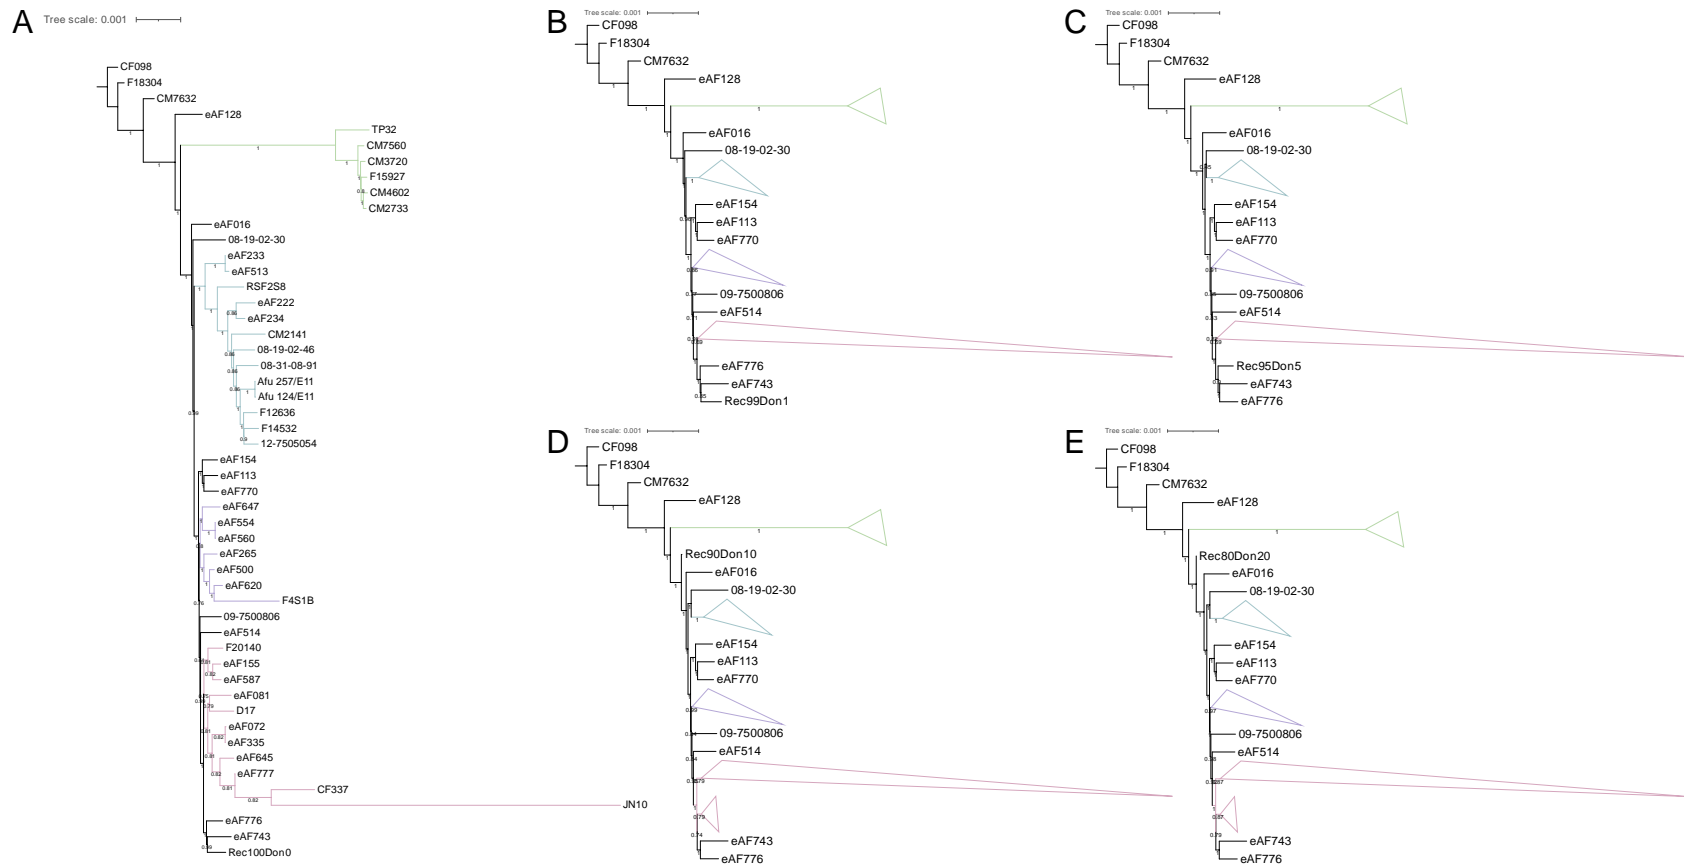 A
Tree scale: 0.001
CF098
F18304
CM7632
eAF128
TP32
CM7560
CM3720
F15927
CM4602
CM2733
eAF016
08-19-02-30
eAF233
eAF513
RSF2S8
eAF222
eAF234
CM2141
08-19-02-46
08-31-08-91
Afu 257/E11
Afu 124/E11
F12636
F14532
12-7505054
eAF154
eAF113
eAF770
eAF647
eAF554
eAF560
eAF265
eAF500
eAF620
F4S1B
09-7500806
eAF514
F20140
eAF155
eAF587
eAF081
D17
eAF072
eAF335
eAF645
eAF777
CF337
JN10
eAF776
eAF743
Rec100Don0
B
Tree scale: 0.001
CF098
F18304
CM7632
eAF128
1
eAF016
08-19-02-30
eAF154
eAF113
eAF770
09-7500806
eAF514
eAF776
eAF743
Rec99Don1
C
Tree scale: 0.001
CF098
F18304
CM7632
eAF128
1
eAF016
08-19-02-30
eAF154
eAF113
eAF770
09-7500806
eAF514
Rec95Don5
eAF743
eAF776
D
Tree scale: 0.001
CF098
F18304
CM7632
eAF128
1
Rec90Don10
eAF016
08-19-02-30
eAF154
eAF113
eAF770
09-7500806
eAF514
eAF743
eAF776
E
Tree scale: 0.001
CF098
F18304
CM7632
eAF128
1
Rec80Don20
eAF016
08-19-02-30
eAF154
eAF113
eAF770
09-7500806
eAF514
eAF743
eAF776